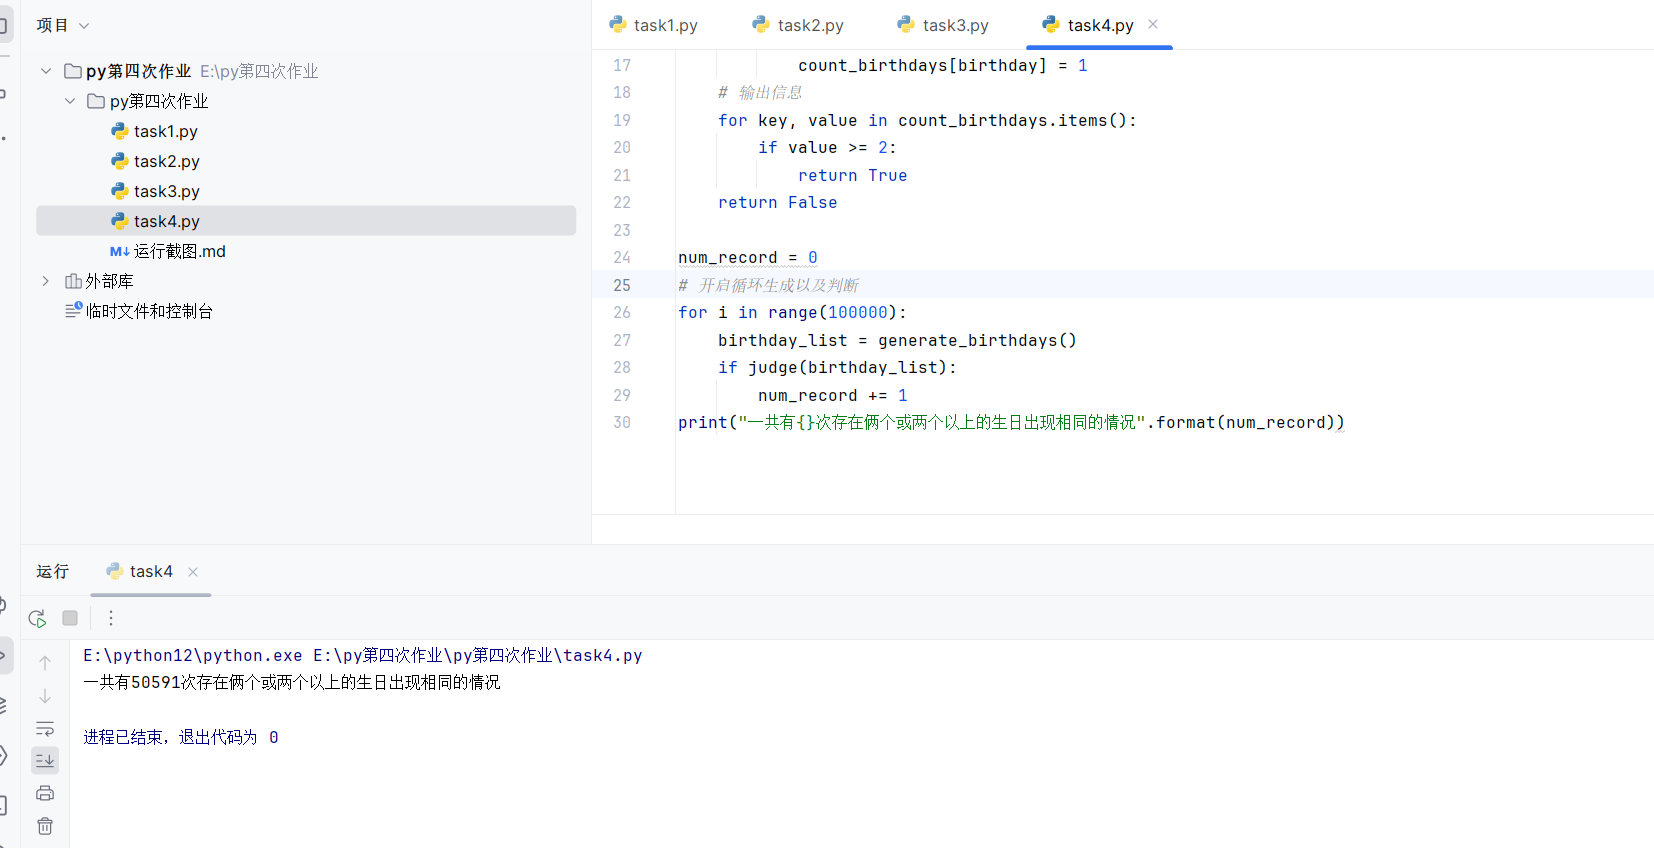 项目
py第四次作业 E:\py第四次作业
py第四次作业
task1.py
task2.py
task3.py
task4.py
M↓ 运行截图.md
外部库
临时文件和控制台
task1.py task2.py task3.py task4.py
17 count_birthdays[birthday] = 1
18 # 输出信息
19 for key, value in count_birthdays.items():
20 if value >= 2:
21 return True
22 return False
23
24 num_record = 0
25 # 开启循环生成以及判断
26 for i in range(100000):
27 birthday_list = generate_birthdays()
28 if judge(birthday_list):
29 num_record += 1
30 print("一共有{}次存在俩个或两个以上的生日出现相同的情况".format(num_record))
运行 task4
E:\python12\python.exe E:\py第四次作业\py第四次作业\task4.py
一共有50591次存在俩个或两个以上的生日出现相同的情况
进程已结束，退出代码为 0